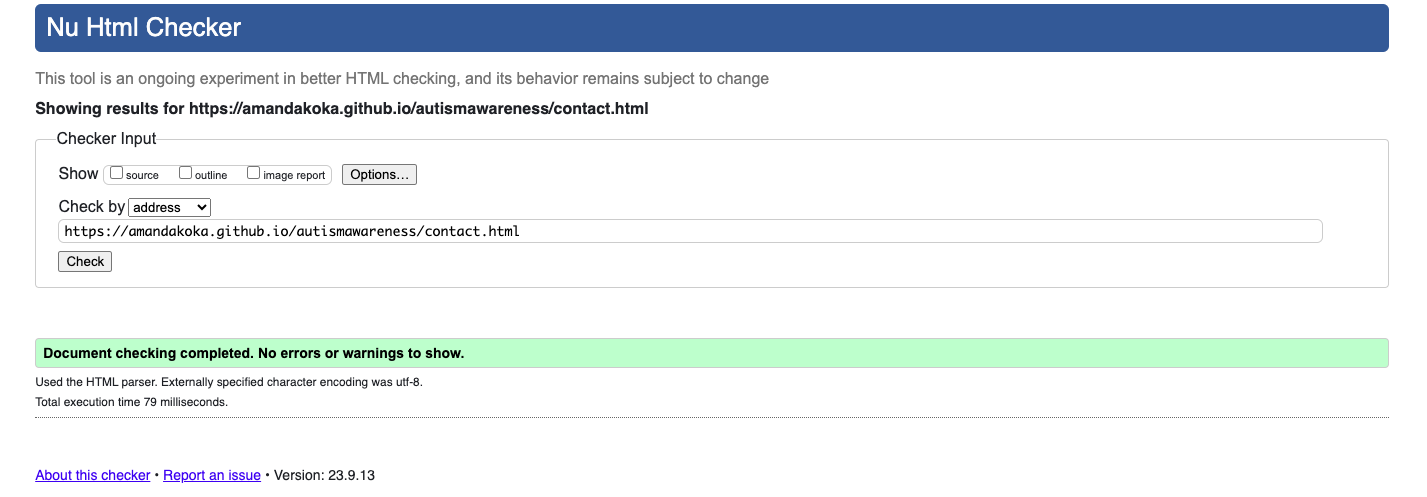 Nu Html Checker
This tool is an ongoing experiment in better HTML checking, and its behavior remains subject to change
Showing results for https://amandakoka.github.io/autismawareness/contact.html
Checker Input
Show source outline image report Options...
Check by address
https://amandakoka.github.io/autismawareness/contact.html
Check
Document checking completed. No errors or warnings to show.
Used the HTML parser. Externally specified character encoding was utf-8.
Total execution time 79 milliseconds.
About this checker • Report an issue • Version: 23.9.13